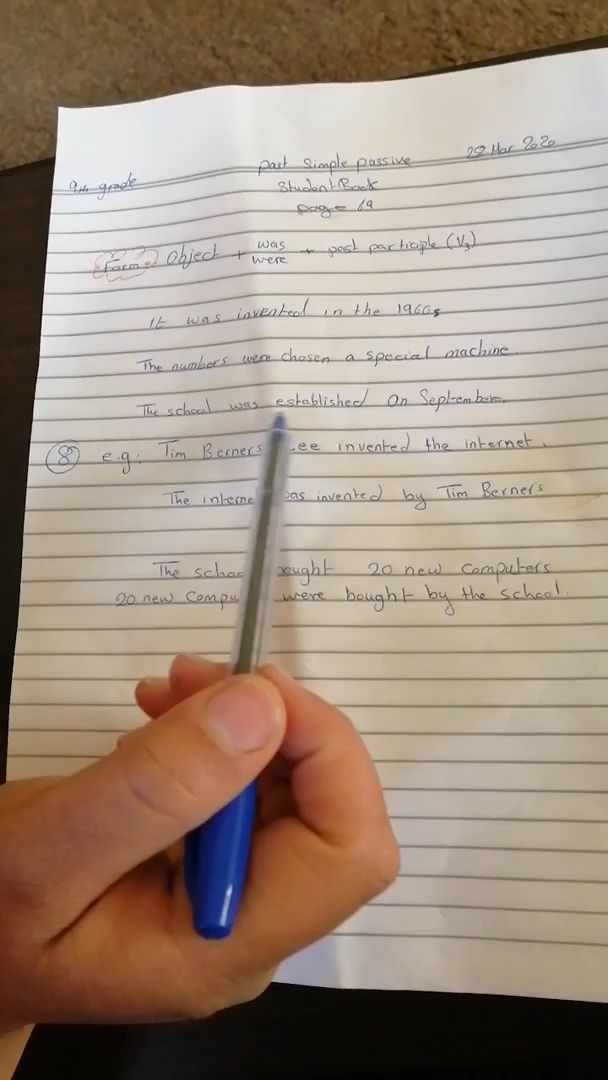 9th grade
past simple passive
29 Mar 2020
Student Book
page 69
Form: Object + was were + past participle (V3)
It was invented in the 1960s
The numbers were chosen a special machine.
The school was established on September.
8 e.g: Tim Berners Lee invented the internet.
The interne was invented by Tim Berners
The school bought 20 new computers
20 new Compu were bought by the school.